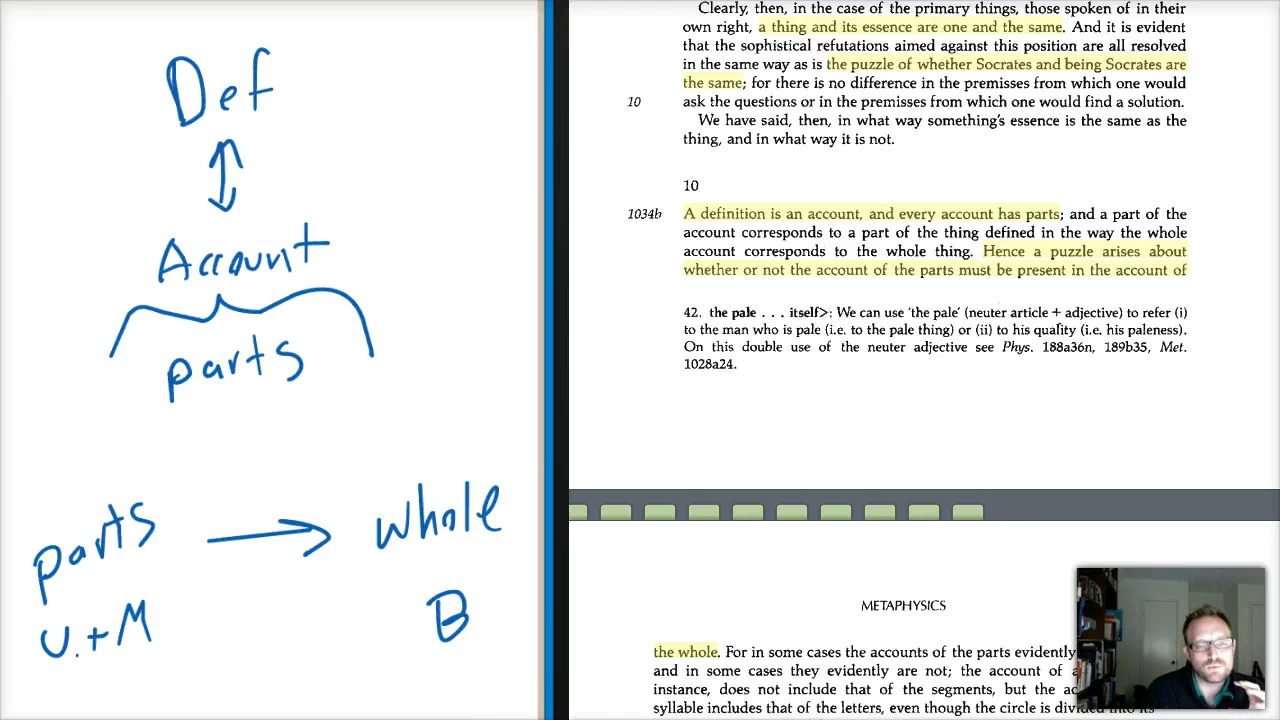 Def
Account
parts
parts → whole
U.+M B
Clearly, then, in the case of the primary things, those spoken of in their
own right, a thing and its essence are one and the same. And it is evident
that the sophistical refutations aimed against this position are all resolved
in the same way as is the puzzle of whether Socrates and being Socrates are
the same; for there is no difference in the premisses from which one would
10 ask the questions or in the premisses from which one would find a solution.
We have said, then, in what way something's essence is the same as the
thing, and in what way it is not.
10
1034b A definition is an account, and every account has parts; and a part of the
account corresponds to a part of the thing defined in the way the whole
account corresponds to the whole thing. Hence a puzzle arises about
whether or not the account of the parts must be present in the account of
42. the pale . . . itself>: We can use 'the pale' (neuter article + adjective) to refer (i)
to the man who is pale (i.e. to the pale thing) or (ii) to his quality (i.e. his paleness).
On this double use of the neuter adjective see Phys. 188a36n, 189b35, Met.
1028a24.
METAPHYSICS
the whole. For in some cases the accounts of the parts evidently
and in some cases they evidently are not; the account of
instance, does not include that of the segments, but the
syllable includes that of the letters, even though the circle is